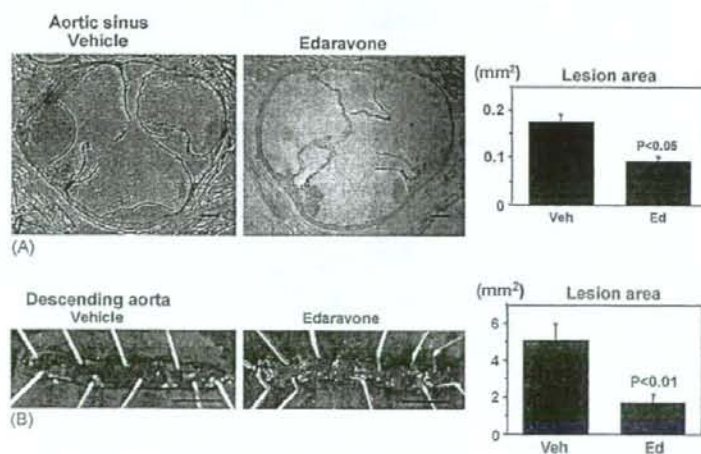 Aortic sinus
Vehicle
Edaravone
(mm²)
Lesion area
0.2
0.1
0
P<0.05
Veh
Ed
(A)
Descending aorta
Vehicle
Edaravone
(mm²)
Lesion area
6
4
2
0
P<0.01
Veh
Ed
(B)